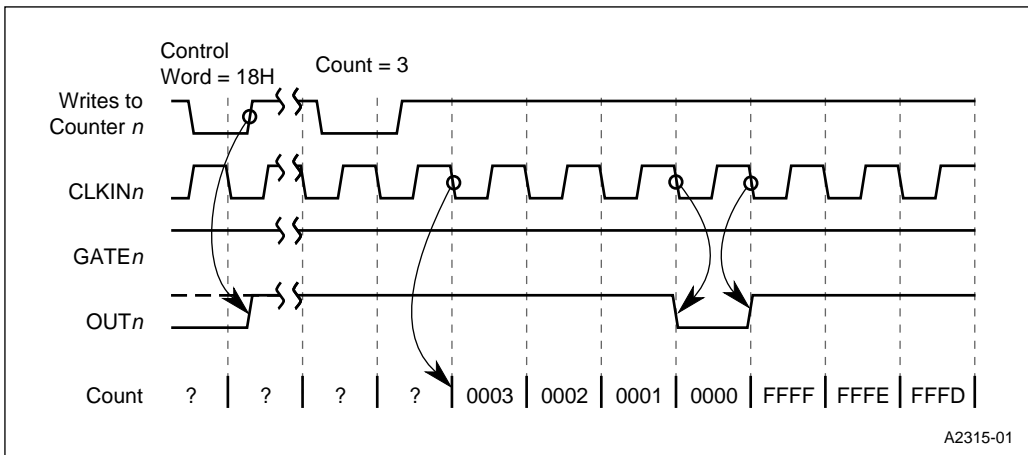 Control
Word = 18H
Count = 3
Writes to
Counter n
CLKINn
GATEn
OUTn
Count ? ? ? ? 0003 0002 0001 0000 FFFF FFFE FFFD
A2315-01